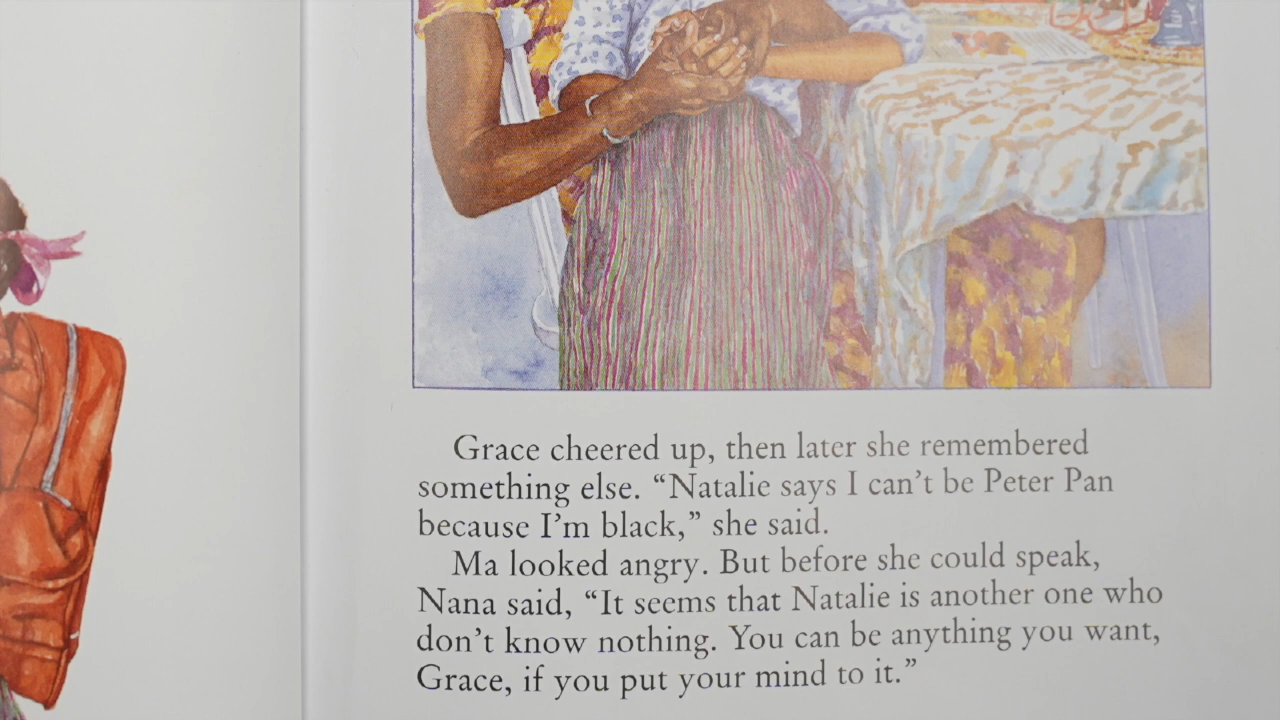 Grace cheered up, then later she remembered
something else. “Natalie says I can’t be Peter Pan
because I’m black,” she said.
Ma looked angry. But before she could speak,
Nana said, “It seems that Natalie is another one who
don’t know nothing. You can be anything you want,
Grace, if you put your mind to it.”